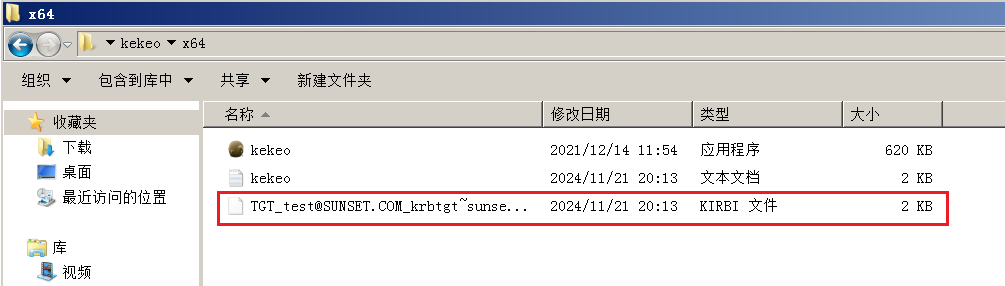 x64
kekeo x64
组织 包含到库中 共享 新建文件夹
收藏夹
下载
桌面
最近访问的位置
库
视频
名称 修改日期 类型 大小
kekeo 2021/12/14 11:54 应用程序 620 KB
kekeo 2024/11/21 20:13 文本文档 2 KB
TGT_test@SUNSET.COM_krbtgt~sunse... 2024/11/21 20:13 KIRBI 文件 2 KB